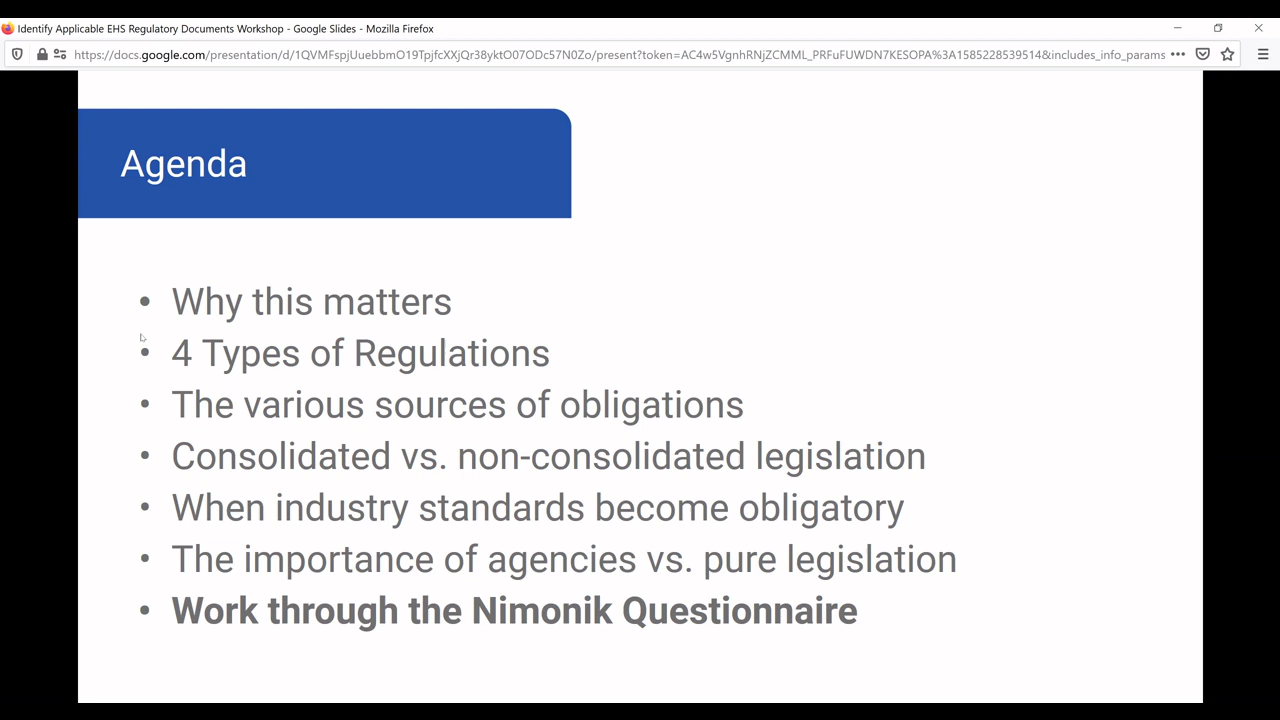 Identify Applicable EHS Regulatory Documents Workshop - Google Slides - Mozilla Firefox
https://docs.google.com/presentation/d/1QVMFspjUuebbmO19TpjfcXXjQr38yktO07ODc57N0Zo/present?token=AC4w5VgnhRNjZCMML_PRFuFUWDN7KESOPA%3A1585228539514&includes_info_params
Agenda
• Why this matters
• 4 Types of Regulations
• The various sources of obligations
• Consolidated vs. non-consolidated legislation
• When industry standards become obligatory
• The importance of agencies vs. pure legislation
• Work through the Nimonik Questionnaire